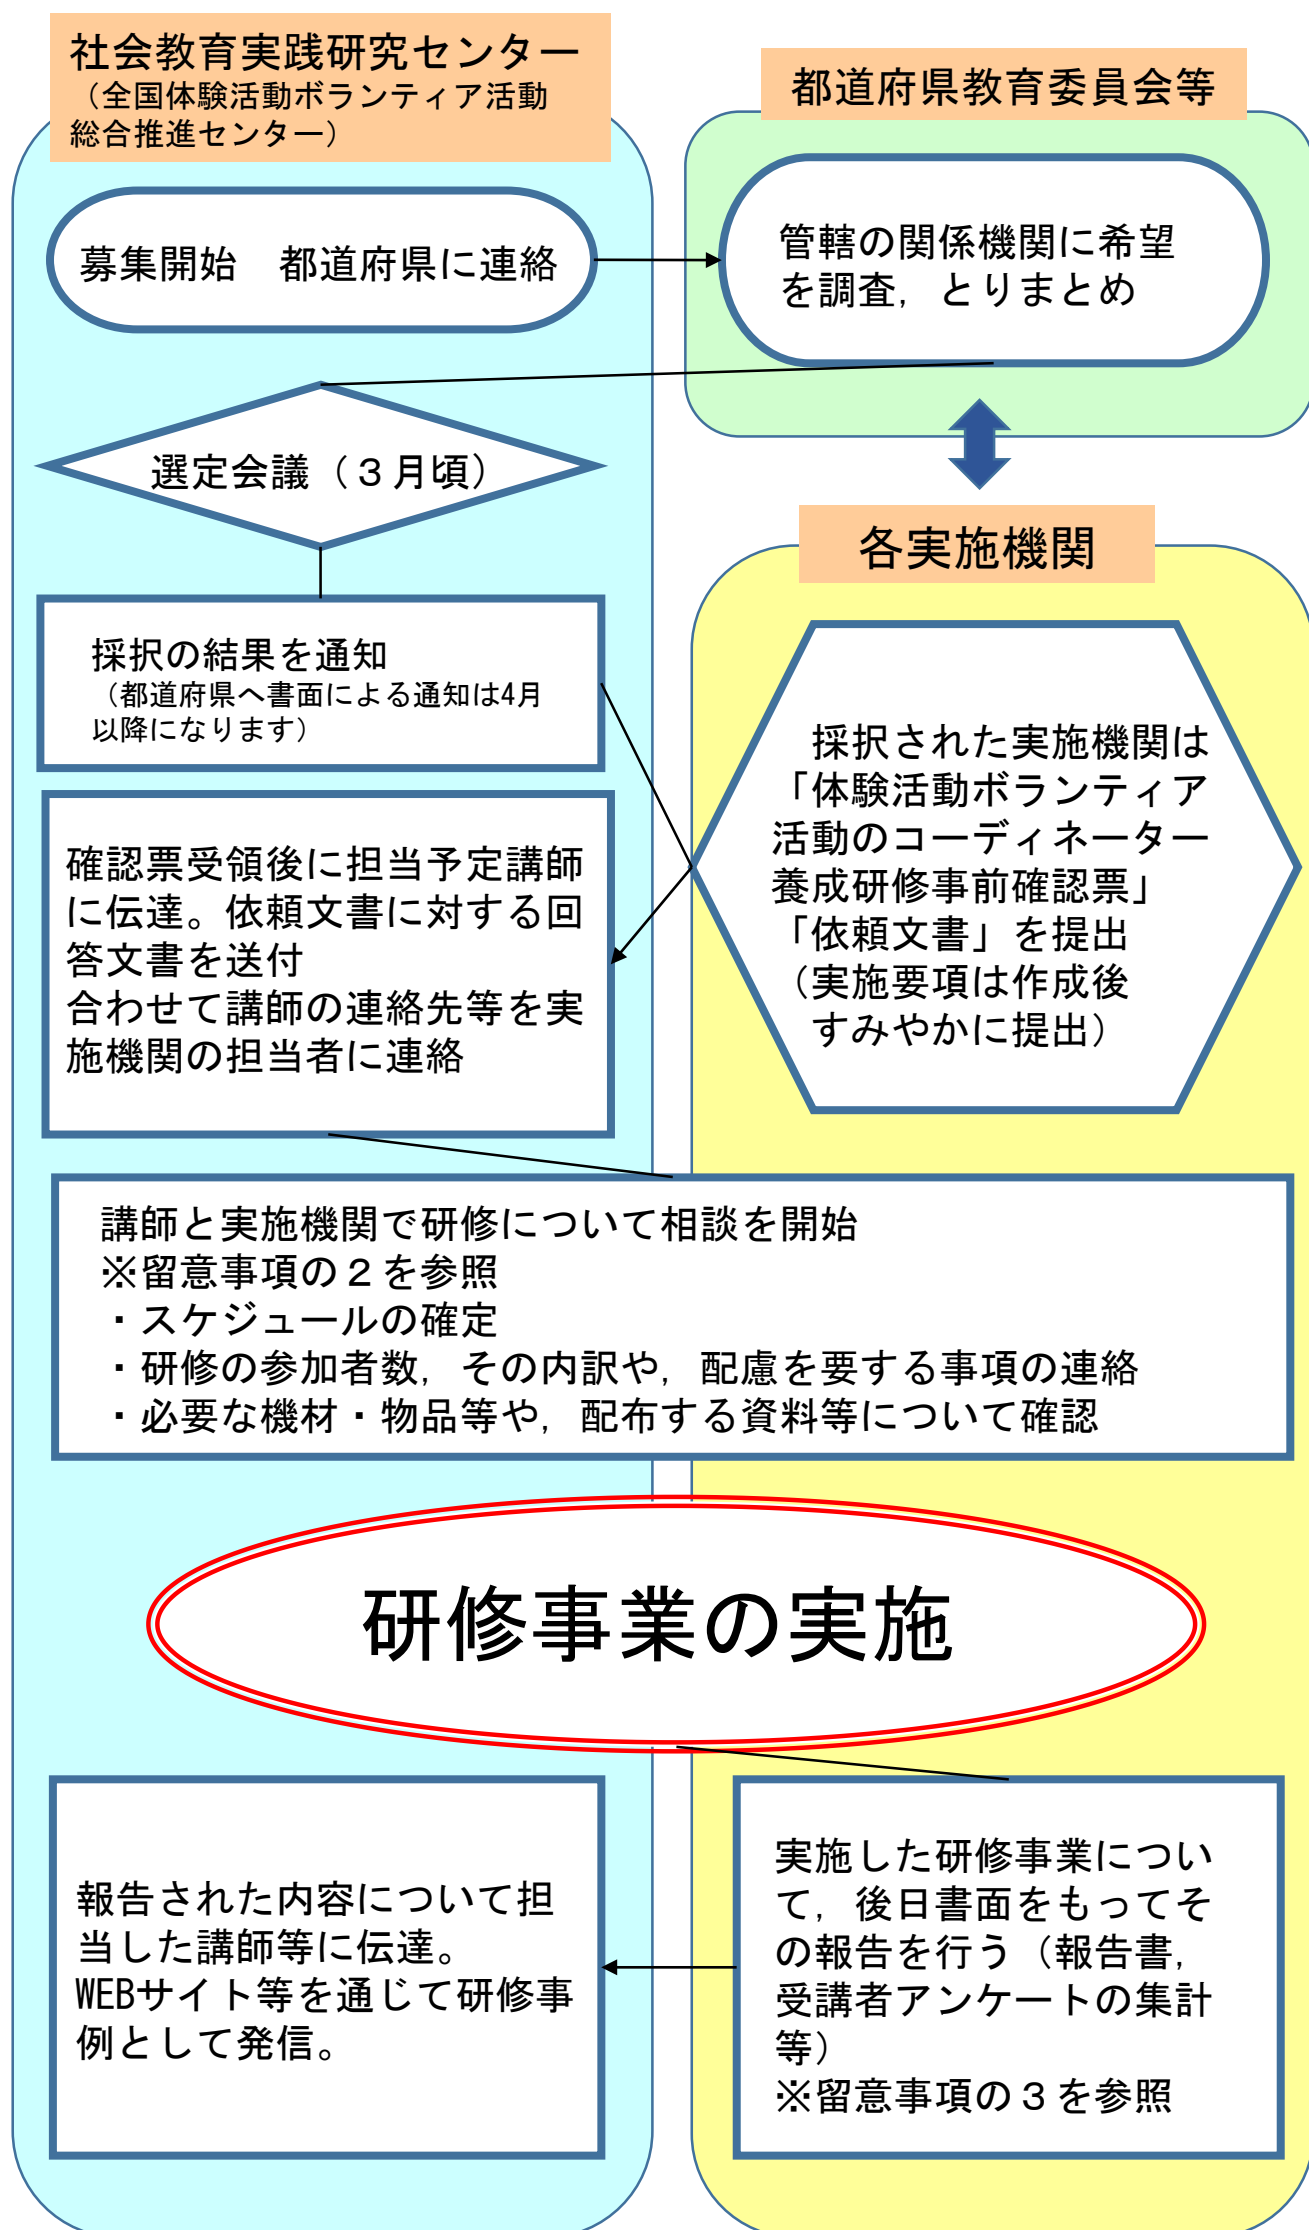 社会教育実践研究センター
（全国体験活動ボランティア活動
総合推進センター）
都道府県教育委員会等
募集開始　都道府県に連絡
管轄の関係機関に希望
を調査，とりまとめ
選定会議（３月頃）
各実施機関
採択の結果を通知
（都道府県へ書面による通知は4月
以降になります）
採択された実施機関は
「体験活動ボランティア
活動のコーディネーター
養成研修事前確認票」
「依頼文書」を提出
（実施要項は作成後
すみやかに提出）
確認票受領後に担当予定講師
に伝達。依頼文書に対する回
答文書を送付
合わせて講師の連絡先等を実
施機関の担当者に連絡
講師と実施機関で研修について相談を開始
※留意事項の２を参照
・スケジュールの確定
・研修の参加者数，その内訳や，配慮を要する事項の連絡
・必要な機材・物品等や，配布する資料等について確認
研修事業の実施
報告された内容について担
当した講師等に伝達。
WEBサイト等を通じて研修事
例として発信。
実施した研修事業につい
て，後日書面をもってそ
の報告を行う（報告書，
受講者アンケートの集計
等）
※留意事項の３を参照